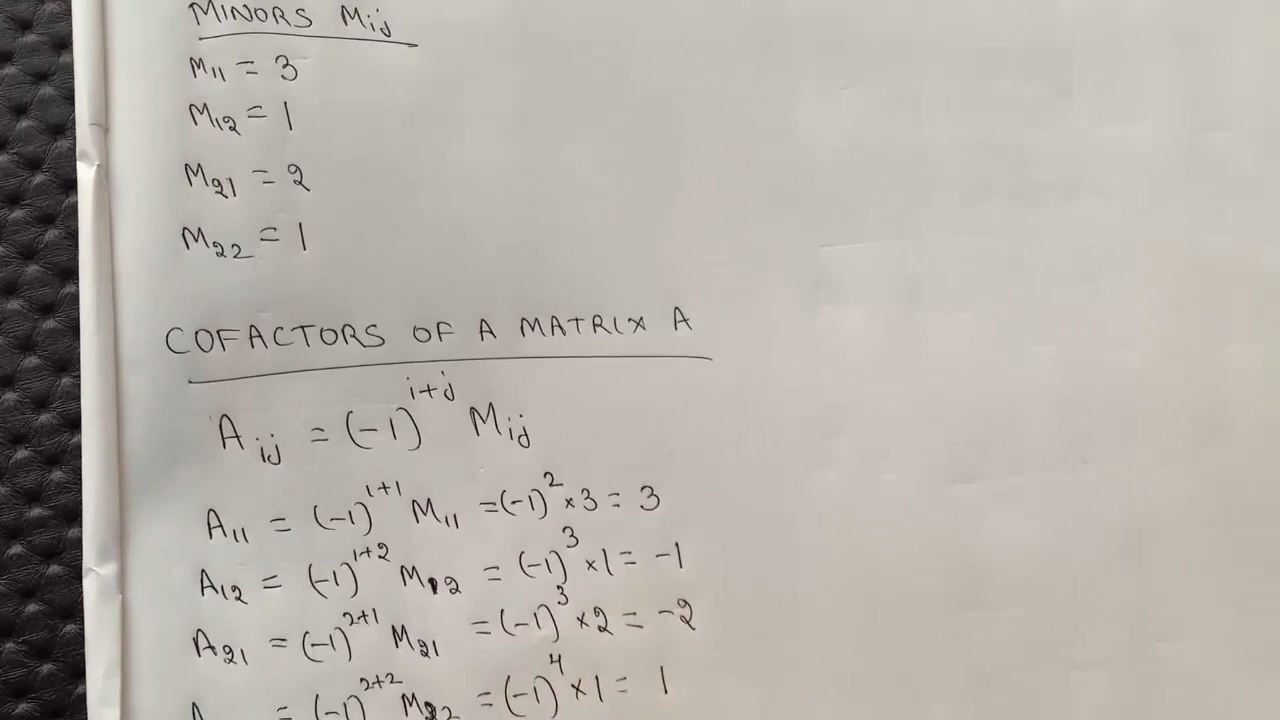 MINORS Mij
M11 = 3
M12 = 1
M21 = 2
M22 = 1
COFACTORS OF A MATRIX A
Aij = (-1)^i+j Mij
A11 = (-1)^1+1 M11 = (-1)^2 × 3 = 3
A12 = (-1)^1+2 M12 = (-1)^3 × 1 = -1
A21 = (-1)^2+1 M21 = (-1)^3 × 2 = -2
= (-1)^2+2 M22 = (-1)^4 × 1 = 1